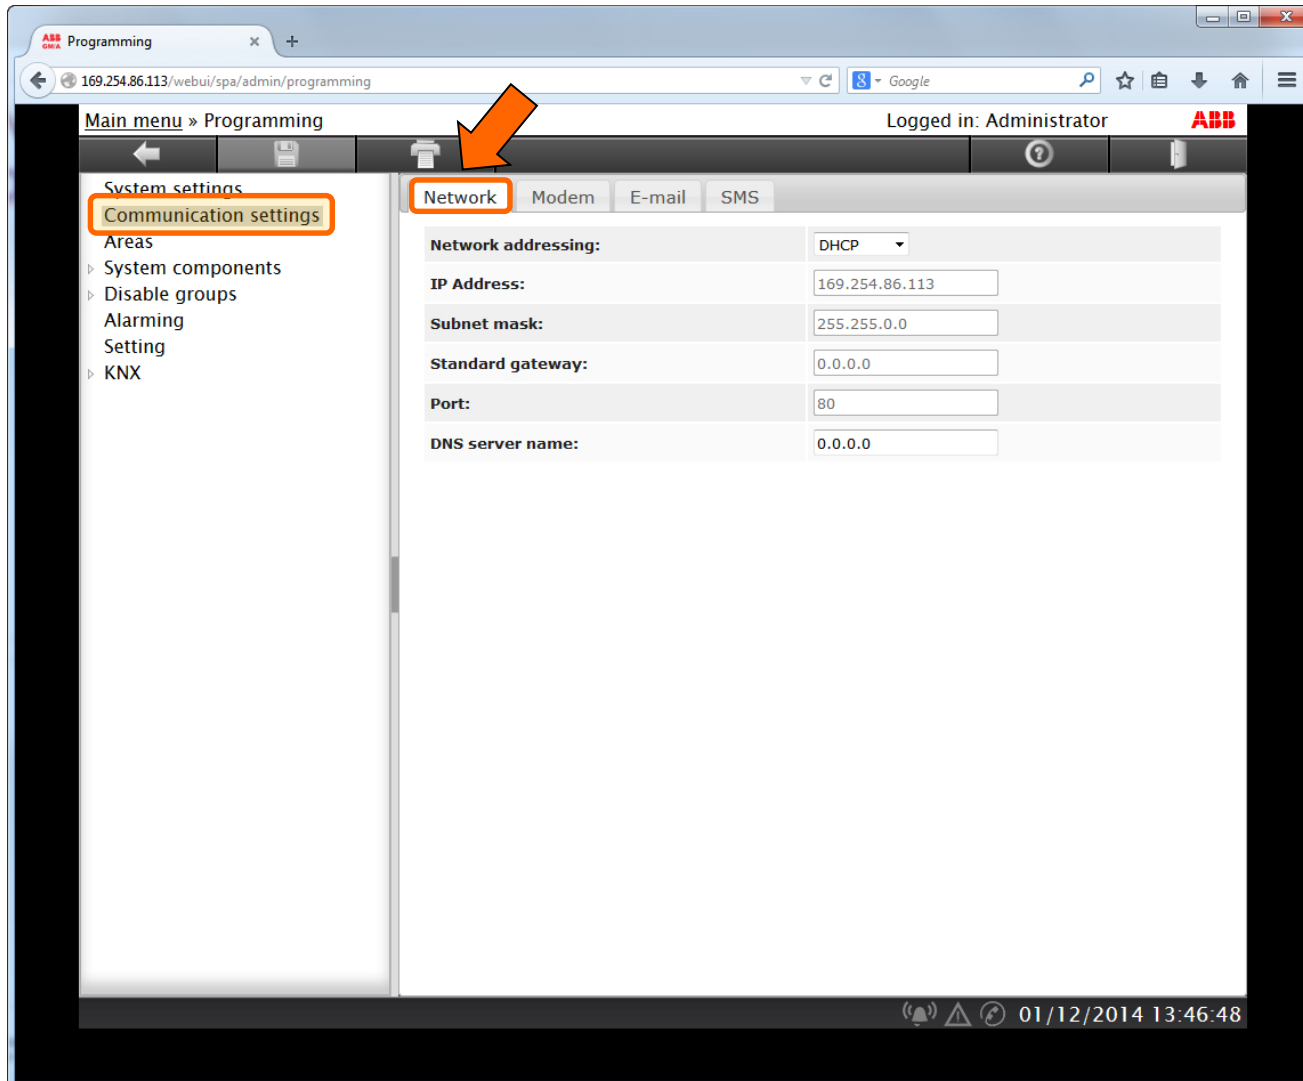 ABB GM/A Programming
169.254.86.113/webui/spa/admin/programming
8 Google
Main menu » Programming
Logged in: Administrator
ABB
System settings
Communication settings
Areas
System components
Disable groups
Alarming
Setting
KNX
Network Modem E-mail SMS
Network addressing: DHCP
IP Address: 169.254.86.113
Subnet mask: 255.255.0.0
Standard gateway: 0.0.0.0
Port: 80
DNS server name: 0.0.0.0
01/12/2014 13:46:48